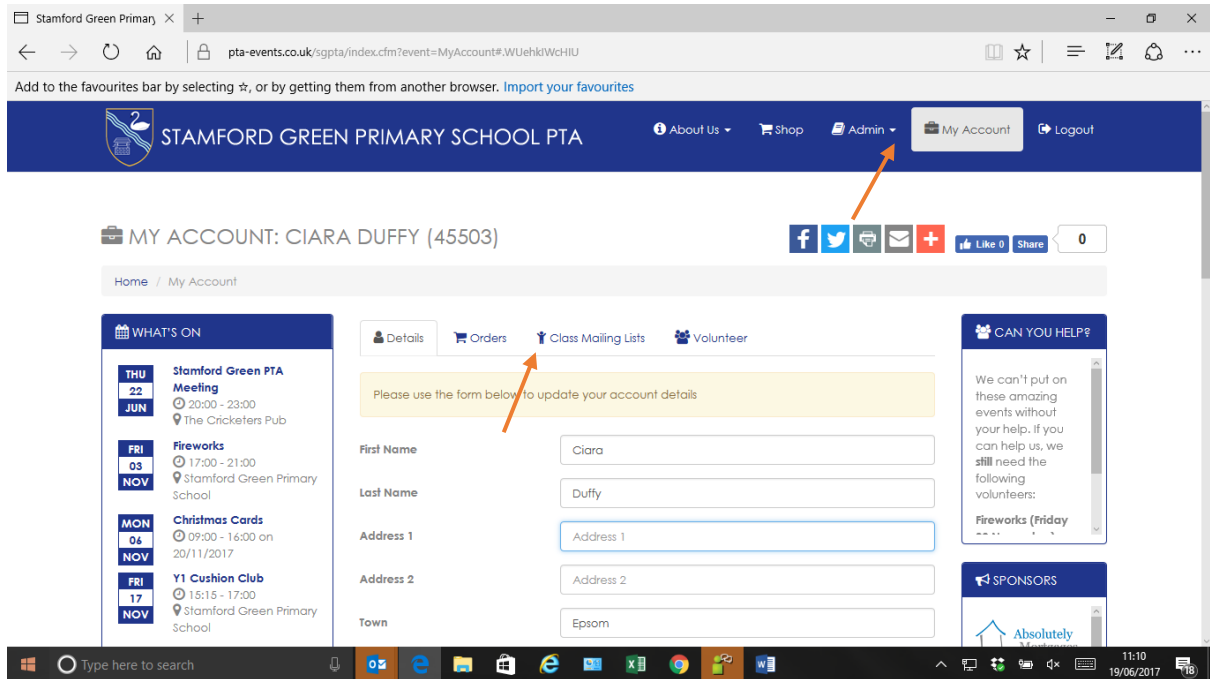 Stamford Green Primary
pta-events.co.uk/sgpta/index.cfm?event=MyAccount#.WUehkIWcHIU
Add to the favourites bar by selecting ☆, or by getting them from another browser. Import your favourites
STAMFORD GREEN PRIMARY SCHOOL PTA
About Us
Shop
Admin
My Account
Logout
MY ACCOUNT: CIARA DUFFY (45503)
Like 0
Share
0
Home / My Account
WHAT'S ON
THU
22
JUN
Stamford Green PTA
Meeting
20:00 - 23:00
The Cricketers Pub
FRI
03
NOV
Fireworks
17:00 - 21:00
Stamford Green Primary
School
MON
06
NOV
Christmas Cards
09:00 - 16:00 on
20/11/2017
FRI
17
NOV
Y1 Cushion Club
15:15 - 17:00
Stamford Green Primary
School
Details
Orders
Class Mailing Lists
Volunteer
Please use the form below to update your account details
First Name
Ciara
Last Name
Duffy
Address 1
Address 1
Address 2
Address 2
Town
Epsom
CAN YOU HELP?
We can't put on
these amazing
events without
your help. If you
can help us, we
still need the
following
volunteers:
Fireworks (Friday
SPONSORS
Absolutely
Type here to search
11:10
19/06/2017
18